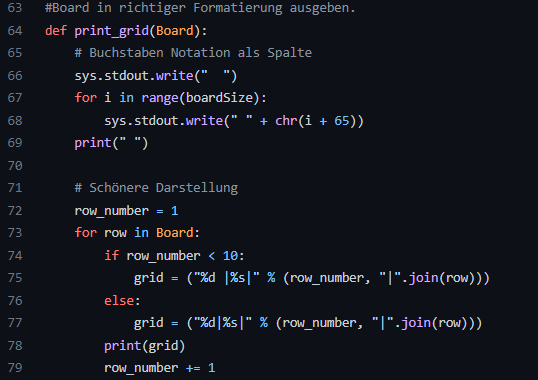 63 #Board in richtiger Formatierung ausgeben.
64 def print_grid(Board):
65     # Buchstaben Notation als Spalte
66     sys.stdout.write("  ")
67     for i in range(boardSize):
68         sys.stdout.write(" " + chr(i + 65))
69     print(" ")
70
71     # Schönere Darstellung
72     row_number = 1
73     for row in Board:
74         if row_number < 10:
75             grid = ("%d |%s|" % (row_number, "|".join(row)))
76         else:
77             grid = ("%d|%s|" % (row_number, "|".join(row)))
78         print(grid)
79         row_number += 1